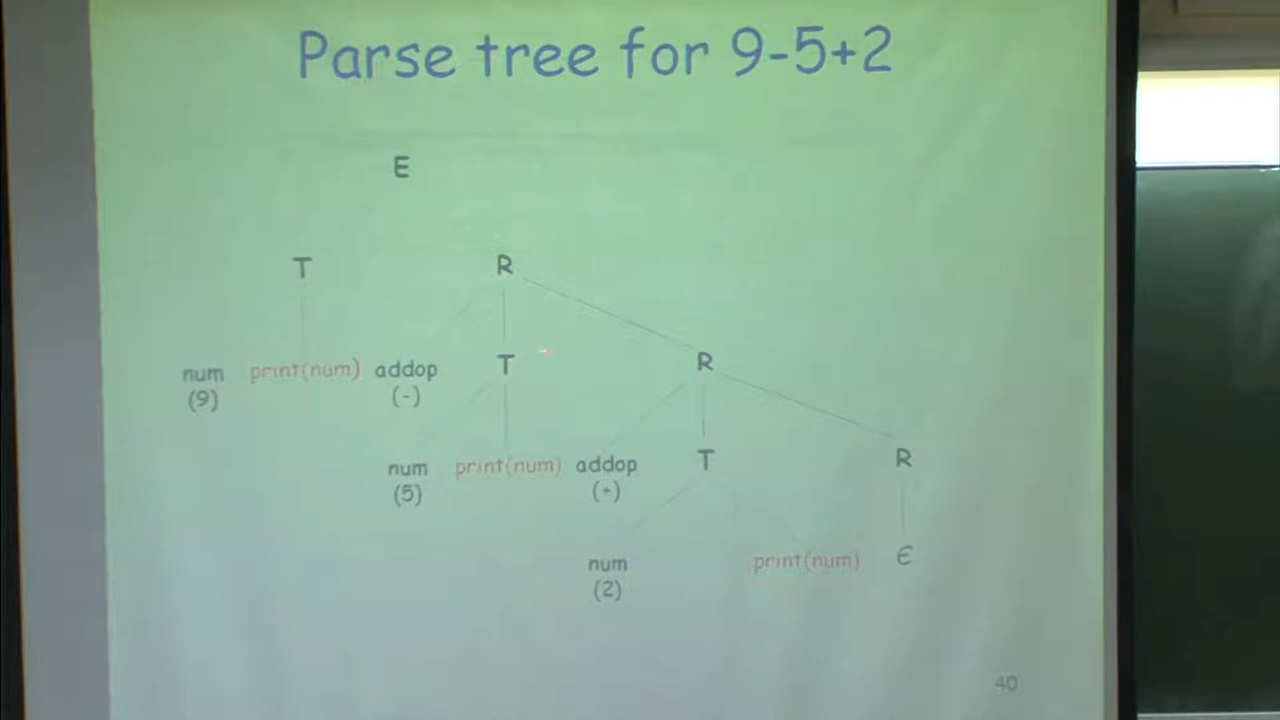 Parse tree for 9-5+2
E
T R
num print(num) addop T R
(9) (-)
num print(num) addop T R
(5) (+)
num print(num) ϵ
(2)
40